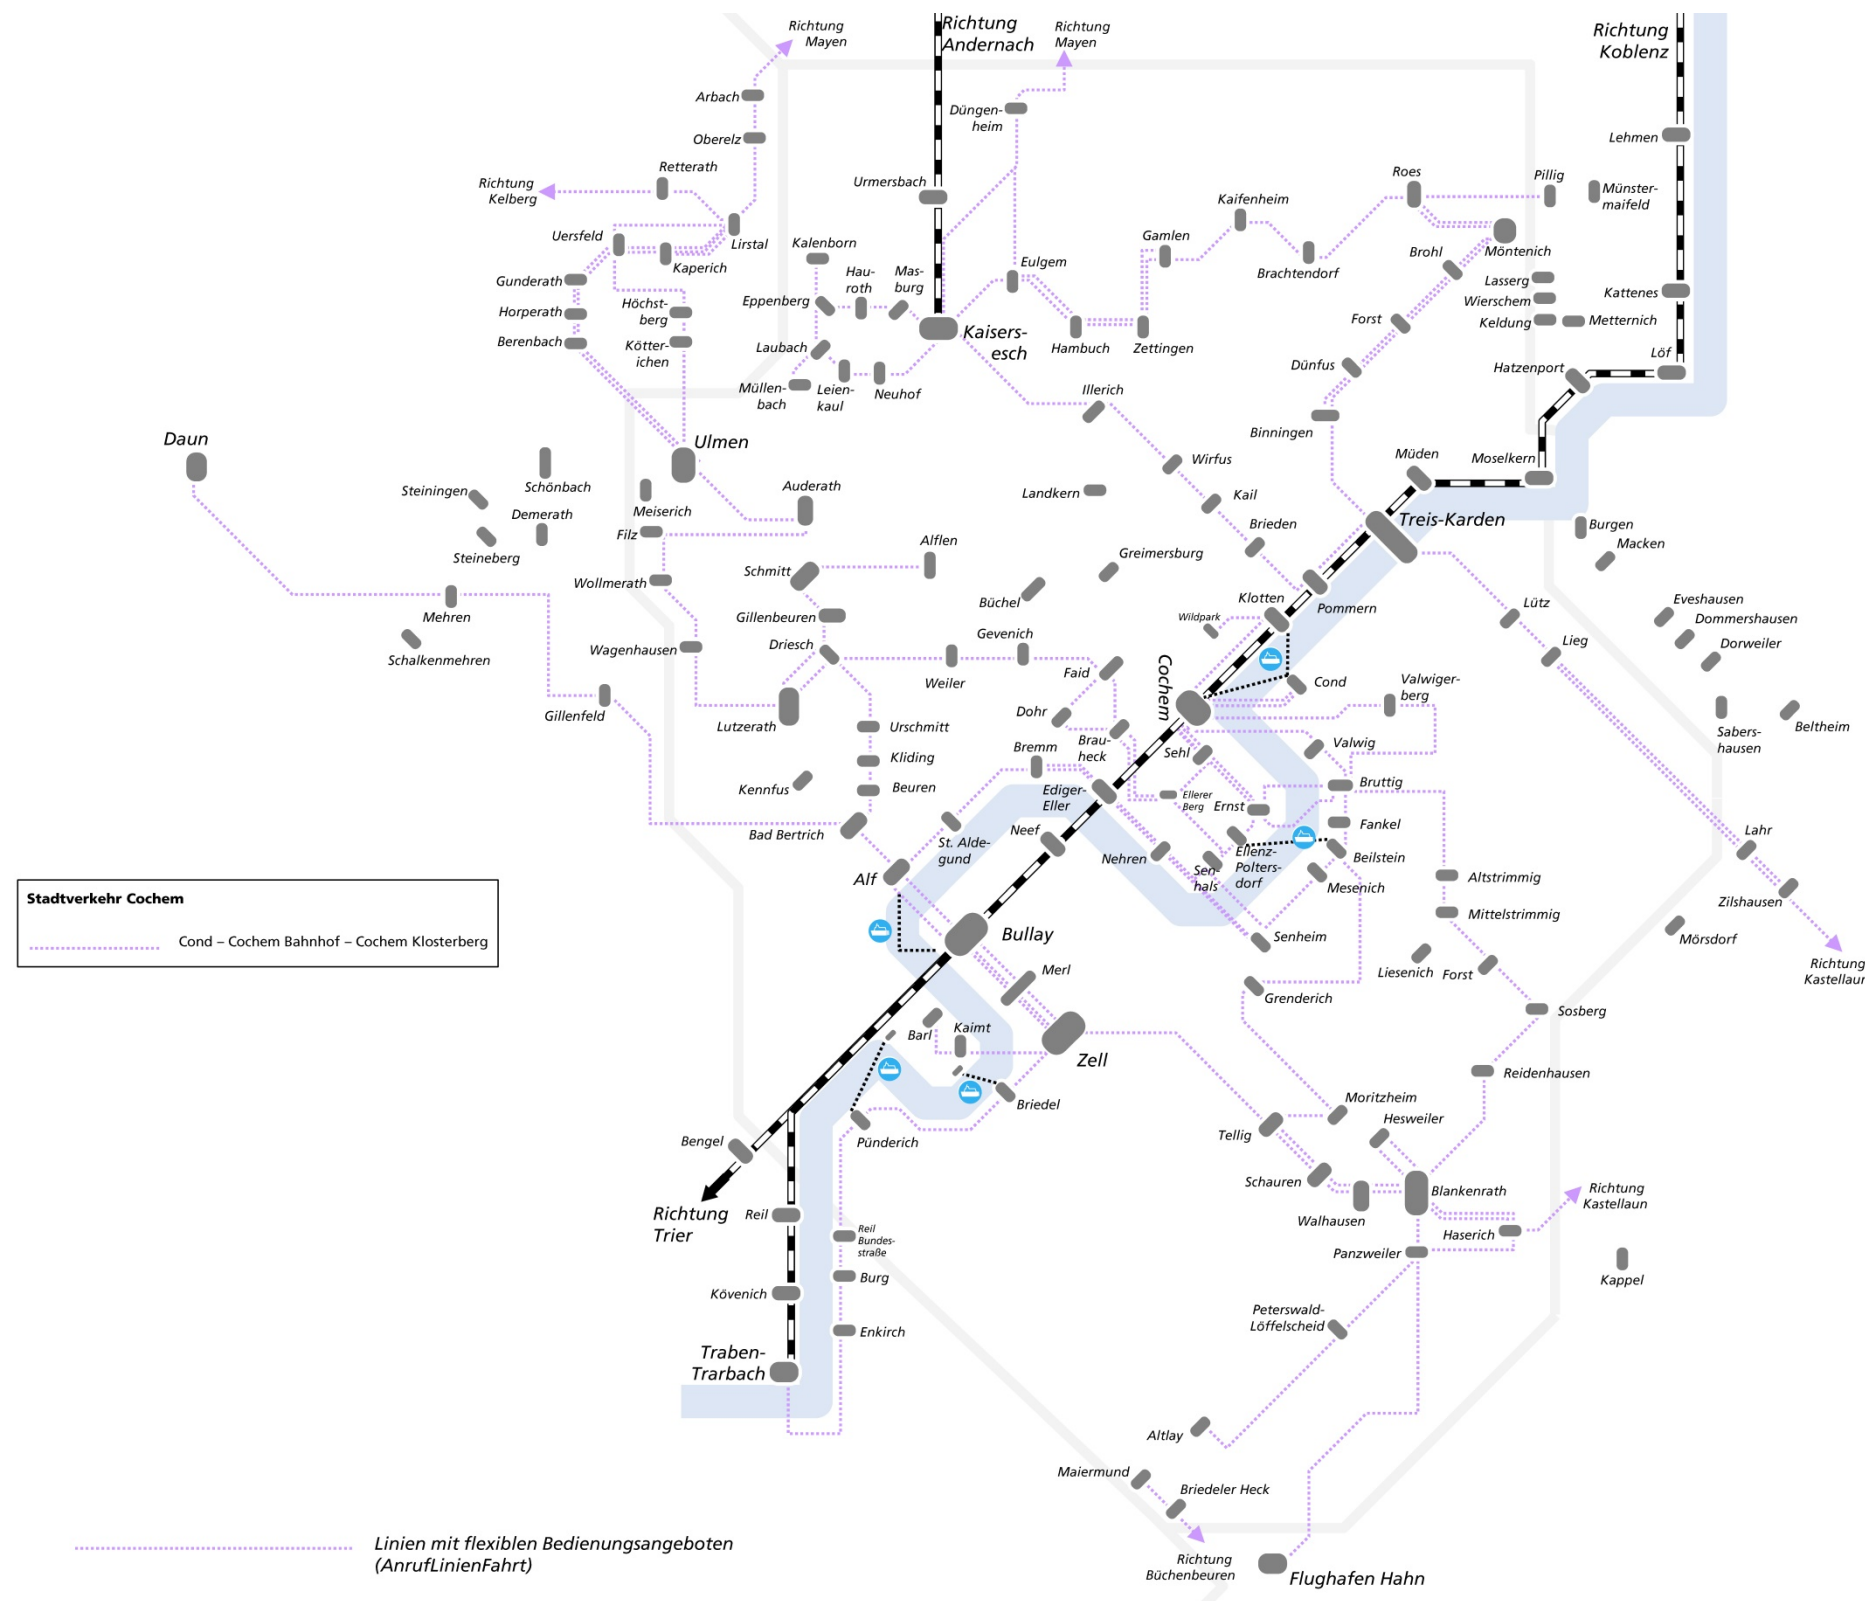 Richtung
Mayen
Richtung
Andernach
Richtung
Mayen
Richtung
Koblenz
Arbach
Düngen-
heim
Oberelz
Lehmen
Retterath
Richtung
Kelberg
Urmersbach
Roes
Pillig
Münster-
maifeld
Kaifenheim
Uersfeld
Lirstal
Kalenborn
Gamlen
Möntenich
Kaperich
Hau-
roth
Mas-
burg
Eulgem
Brachtendorf
Brohl
Gunderath
Lasserg
Höchst-
berg
Eppenberg
Wierschem
Kattenes
Horperath
Forst
Keldung
Metternich
Berenbach
Kötter-
ichen
Laubach
Kaisers-
esch
Hambuch
Zettingen
Löf
Dünfus
Hatzenport
Müllen-
bach
Leien-
kaul
Neuhof
Illerich
Binningen
Daun
Ulmen
Müden
Moselkern
Wirfus
Steiningen
Schönbach
Auderath
Landkern
Kail
Meiserich
Demerath
Treis-Karden
Brieden
Burgen
Filz
Steineberg
Alflen
Greimersburg
Macken
Schmitt
Wollmerath
Büchel
Klotten
Pommern
Lütz
Eveshausen
Mehren
Gillenbeuren
Wildpark
Dommershausen
Gevenich
Lieg
Dorweiler
Schalkenmehren
Wagenhausen
Driesch
Cochem
Faid
Weiler
Cond
Valwiger-
berg
Gillenfeld
Lutzerath
Dohr
Urschmitt
Sabers-
hausen
Beltheim
Brau-
heck
Bremm
Sehl
Valwig
Kliding
Kennfus
Beuren
Ediger-
Eller
Ellerer
Berg
Ernst
Bruttig
Bad Bertrich
St. Alde-
gund
Neef
Fankel
Lahr
Nehren
Sen-
hals
Ellenz-
Polters-
dorf
Beilstein
Alf
Mesenich
Altstrimmig
Zilshausen
Stadtverkehr Cochem
Cond – Cochem Bahnhof – Cochem Klosterberg
Bullay
Senheim
Mittelstrimmig
Mörsdorf
Merl
Liesenich
Forst
Richtung
Kastellaun
Grenderich
Sosberg
Barl
Kaimt
Zell
Reidenhausen
Briedel
Moritzheim
Hesweiler
Pünderich
Bengel
Tellig
Schauren
Blankenrath
Richtung
Kastellaun
Richtung
Trier
Reil
Walhausen
Reil
Bundes-
straße
Haserich
Panzweiler
Burg
Kappel
Kövenich
Peterswald-
Löffelscheid
Enkirch
Traben-
Trarbach
Altlay
Maiermund
Briedeler Heck
Linien mit flexiblen Bedienungsangeboten
(AnrufLinienFahrt)
Richtung
Büchenbeuren
Flughafen Hahn